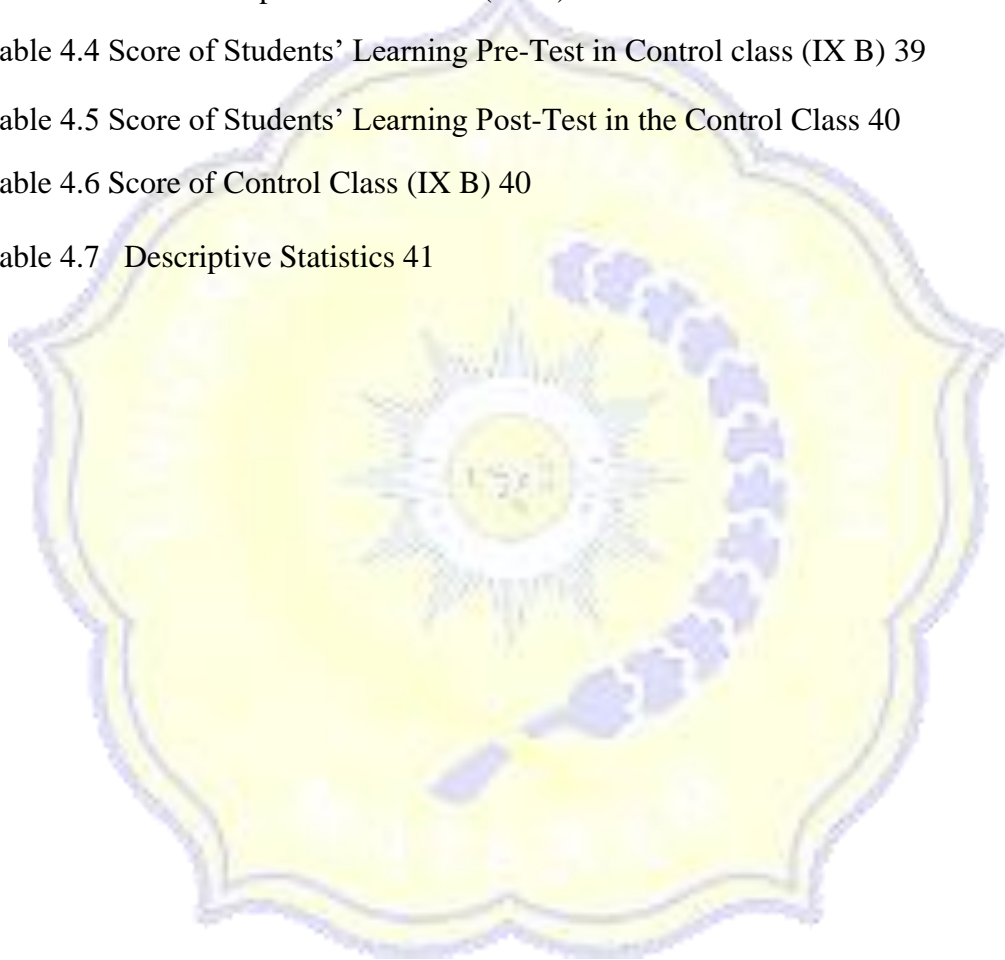 able 4.4 Score of Students’ Learning Pre-Test in Control class (IX B) 39
able 4.5 Score of Students’ Learning Post-Test in the Control Class 40
able 4.6 Score of Control Class (IX B) 40
able 4.7 Descriptive Statistics 41